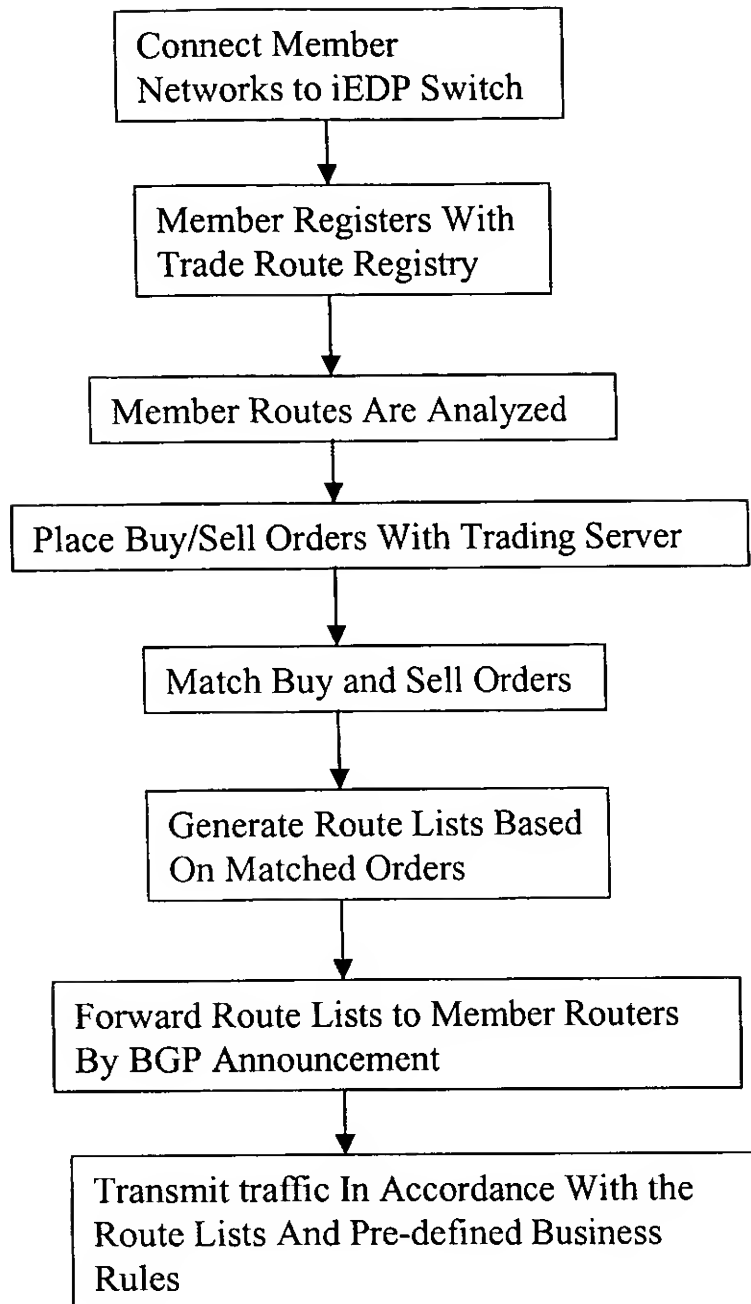 Connect Member
Networks to iEDP Switch
Member Registers With
Trade Route Registry
Member Routes Are Analyzed
Place Buy/Sell Orders With Trading Server
Match Buy and Sell Orders
Generate Route Lists Based
On Matched Orders
Forward Route Lists to Member Routers
By BGP Announcement
Transmit traffic In Accordance With the
Route Lists And Pre-defined Business
Rules